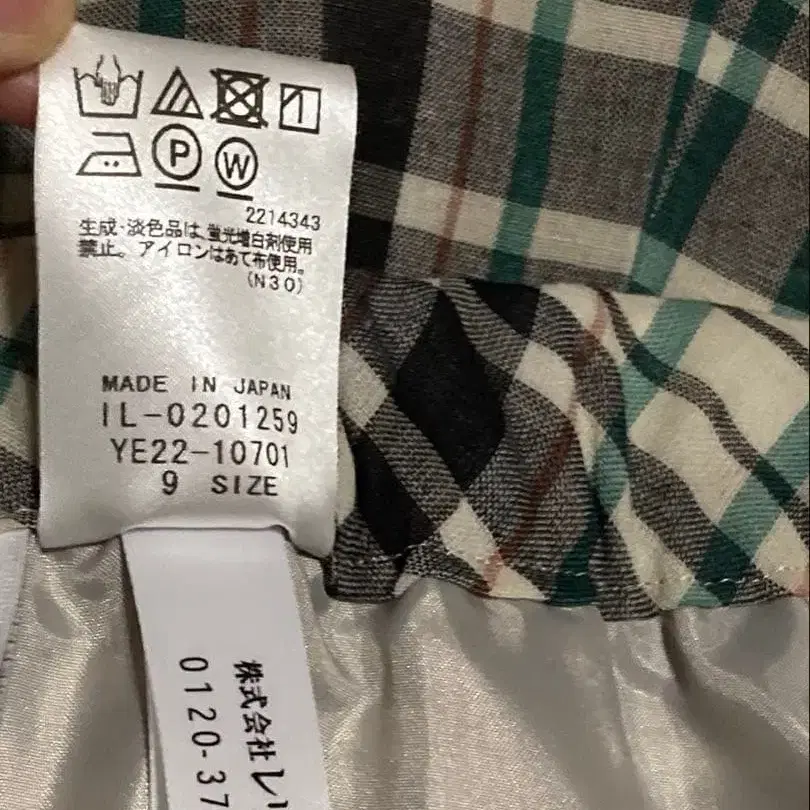 P
W
2214343
生成・淡色品は、蛍光増白剤使用
禁止。アイロンはあて布使用。
(N30)
MADE IN JAPAN
IL-0201259
YE22-10701
9 SIZE
株式会社レリ
0120-37